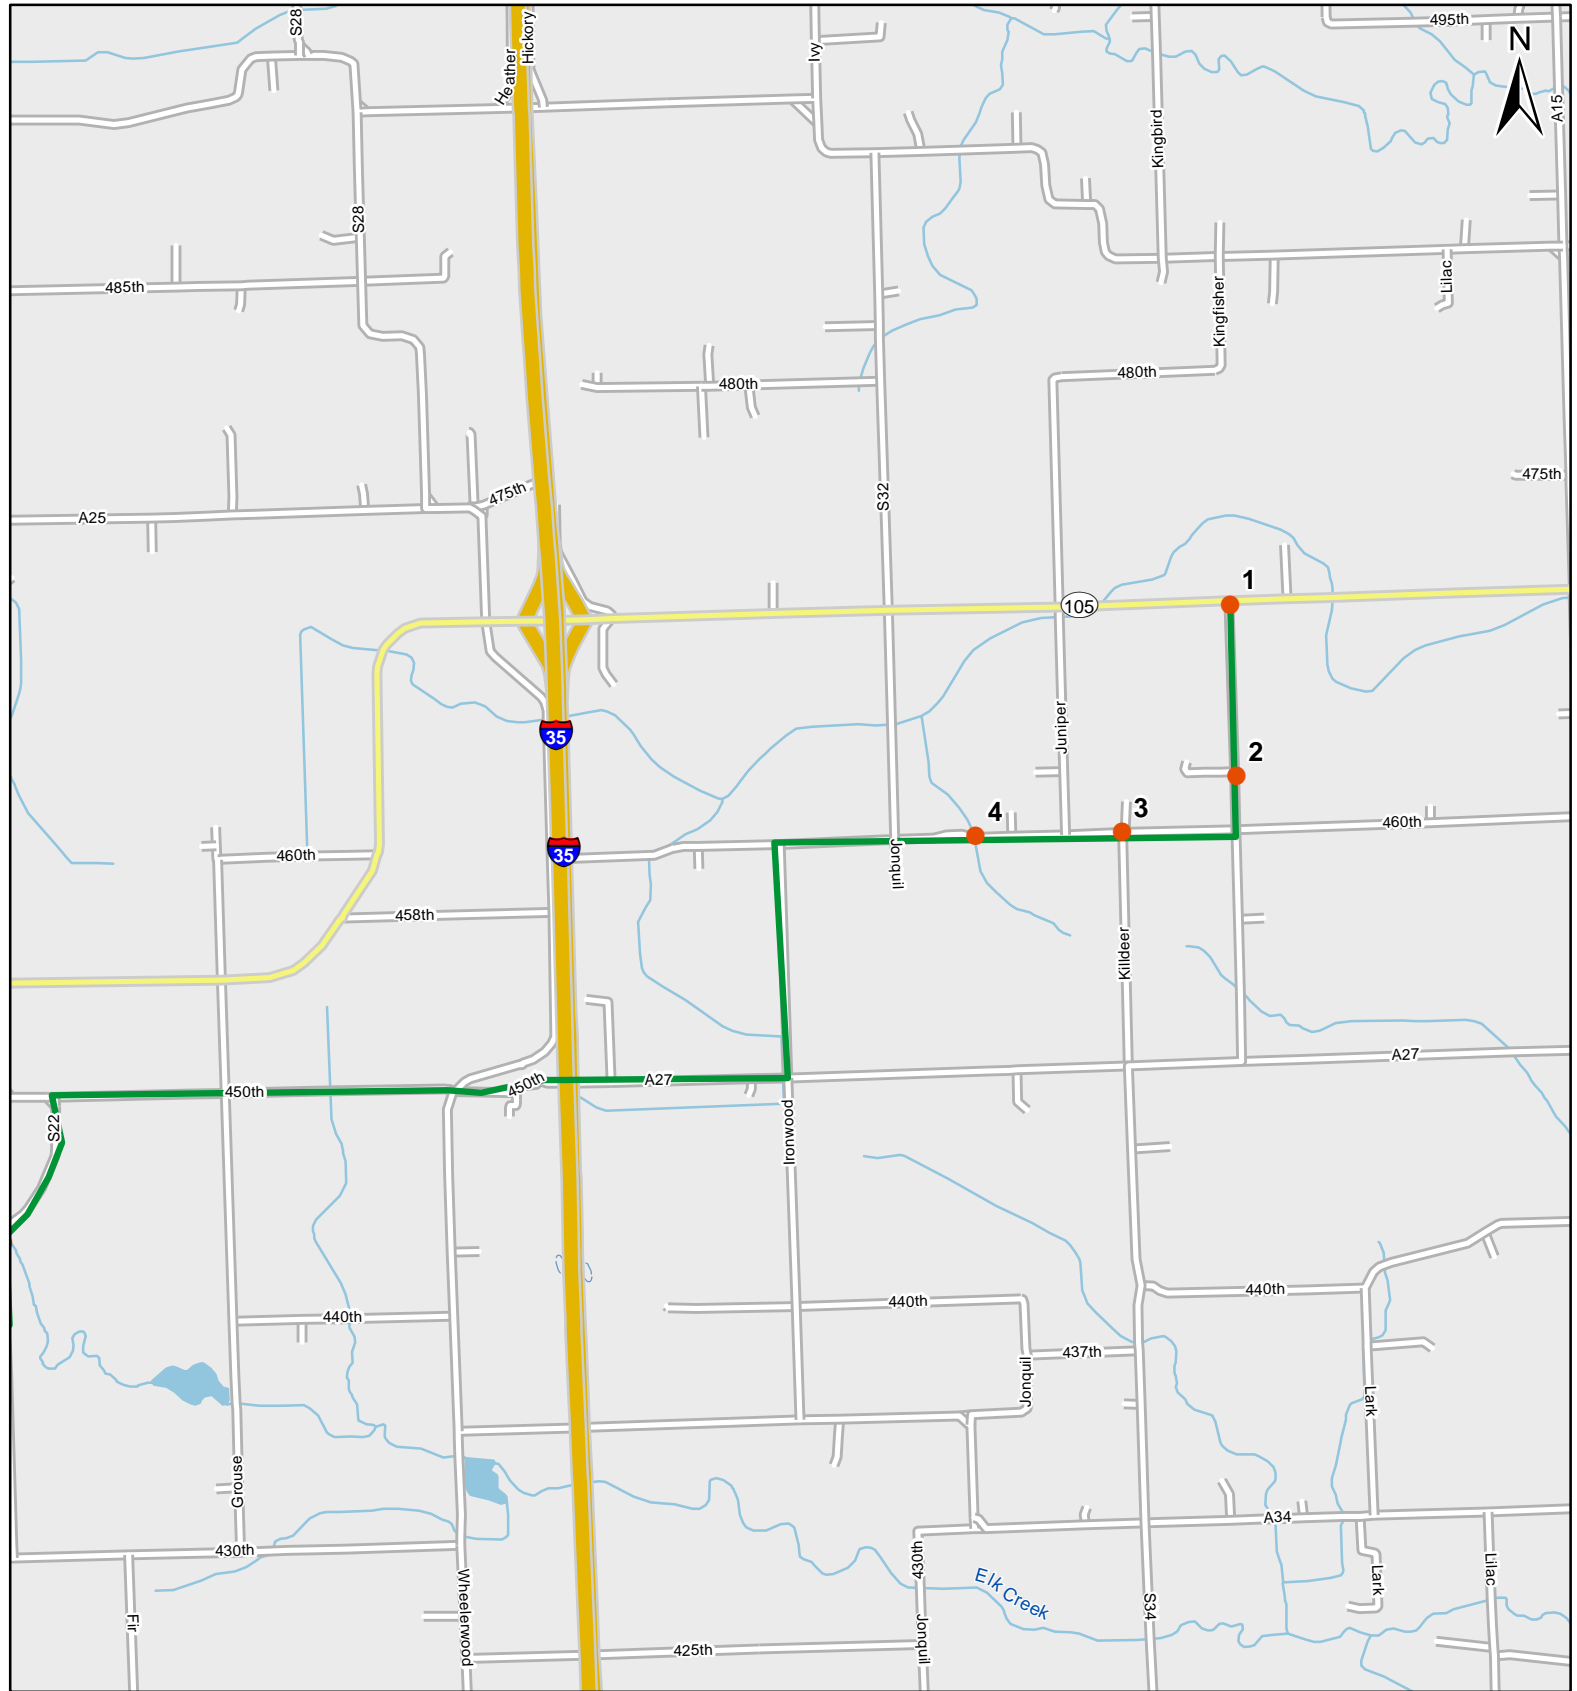 S28
Heather
Hickory
Ivy
495th
N
A15
Kingbird
S28
485th
Lilac
Kingfisher
480th
480th
475th
475th
S32
A25
1
105
Juniper
35
2
3
4
460th
35
460th
Jonquil
458th
Killdeer
A27
450th
A27
450th
S22
Ironwood
440th
440th
440th
437th
Jonquil
Lark
Grouse
A34
430th
430th
Elk Creek
Lark
Lilac
Wheelerwood
Fir
S34
Jonquil
425th